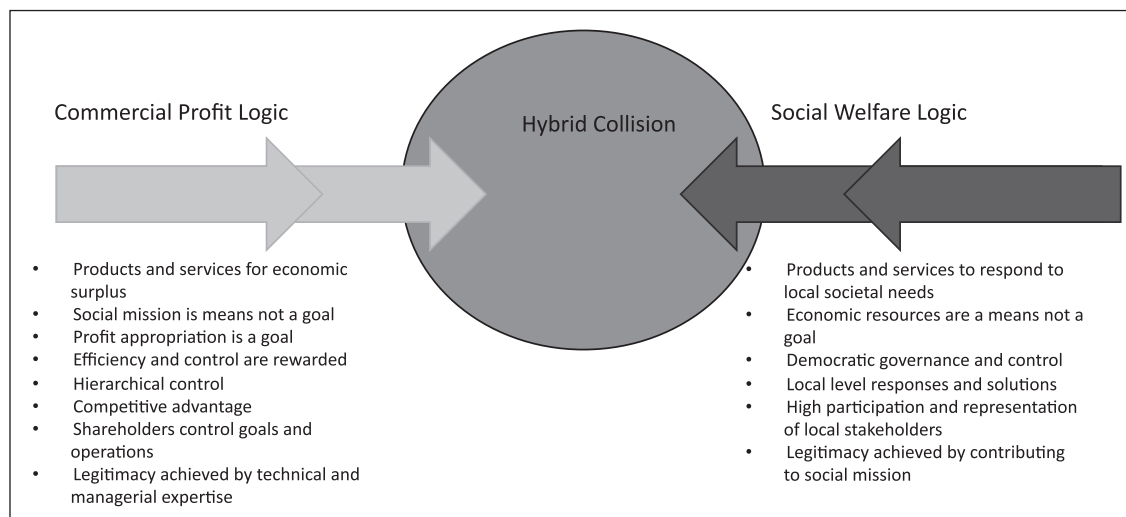 Commercial Profit Logic
Hybrid Collision
Social Welfare Logic
• Products and services for economic
surplus
• Social mission is means not a goal
• Profit appropriation is a goal
• Efficiency and control are rewarded
• Hierarchical control
• Competitive advantage
• Shareholders control goals and
operations
• Legitimacy achieved by technical and
managerial expertise
• Products and services to respond to
local societal needs
• Economic resources are a means not a
goal
• Democratic governance and control
• Local level responses and solutions
• High participation and representation
of local stakeholders
• Legitimacy achieved by contributing
to social mission